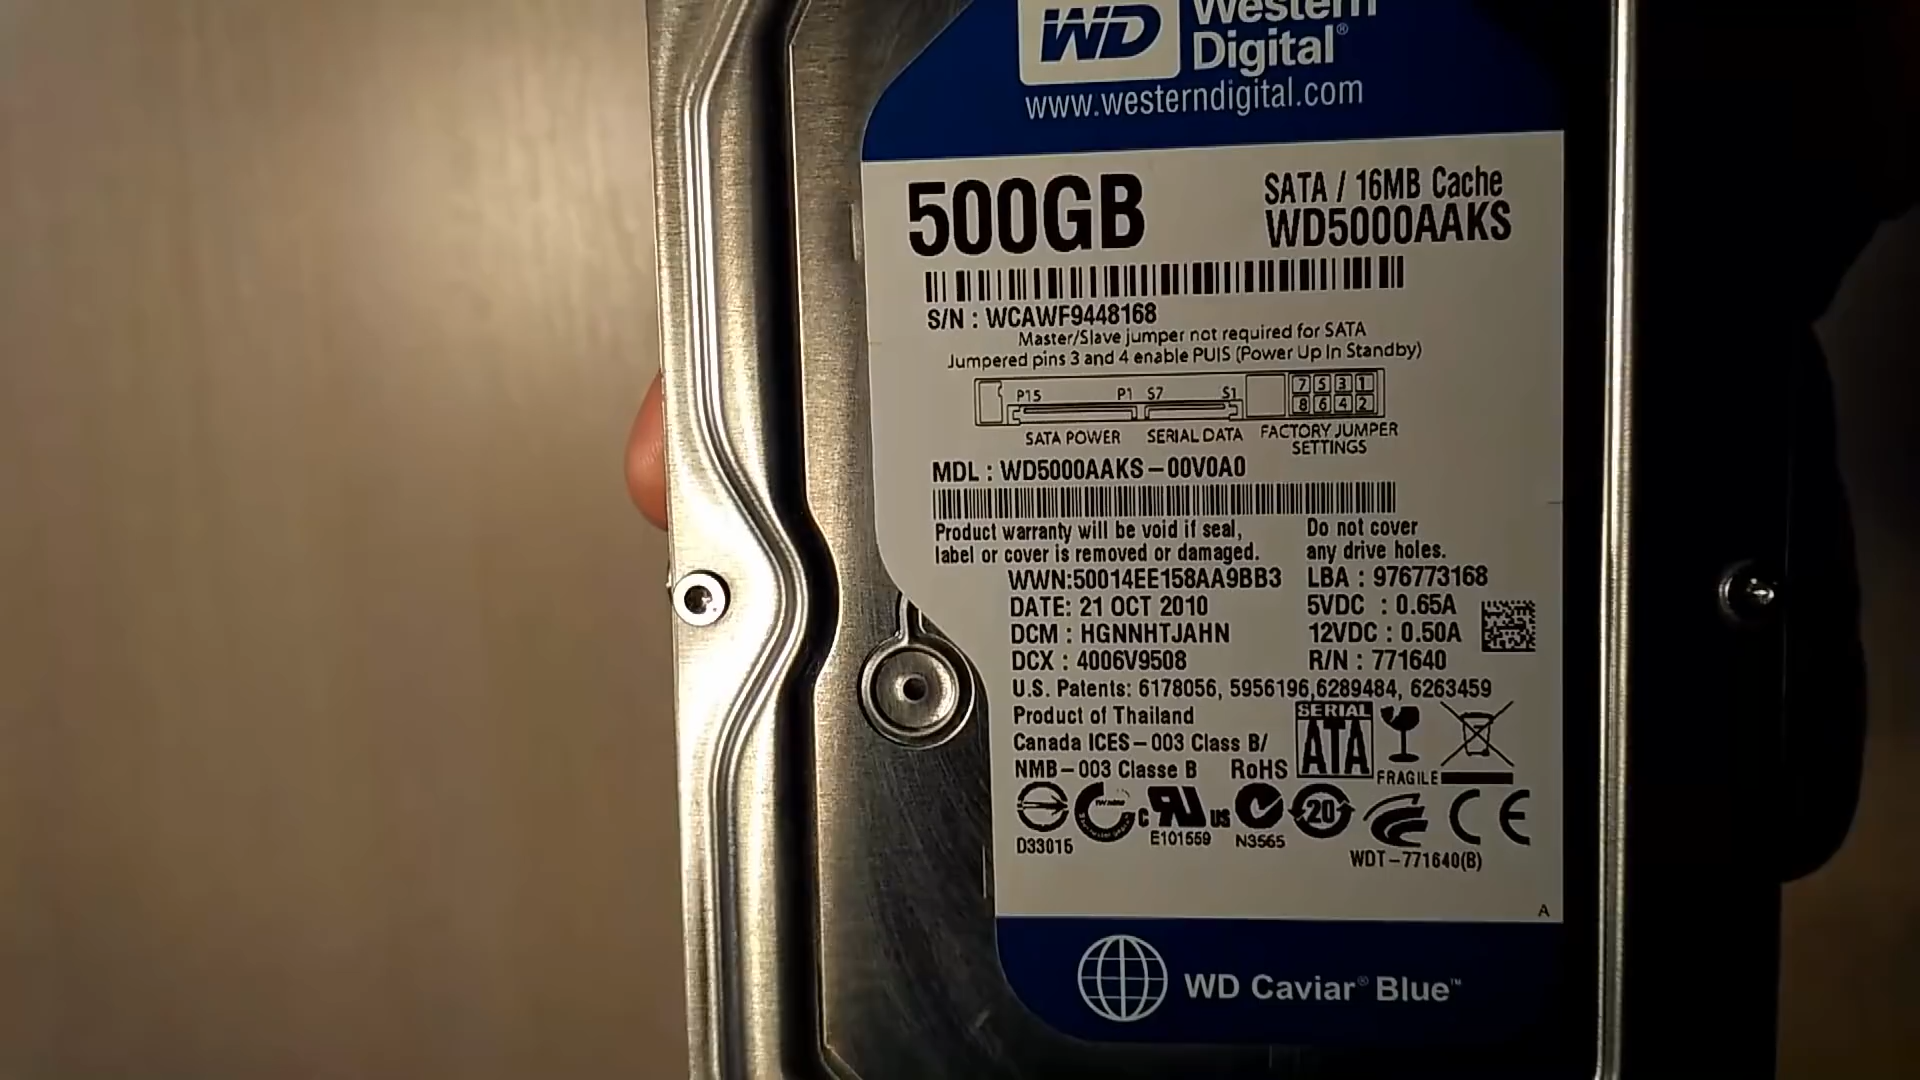 WD Western
Digital®
www.westerndigital.com
500GB
SATA / 16MB Cache
WD5000AAKS
S/N : WCAWF9448168
Master/Slave jumper not required for SATA
Jumpered pins 3 and 4 enable PUIS (Power Up In Standby)
P15 P1 S7 S1
7 5 3 1
8 6 4 2
SATA POWER SERIAL DATA FACTORY JUMPER
SETTINGS
MDL : WD5000AAKS-00V0A0
Product warranty will be void if seal,
label or cover is removed or damaged.
Do not cover
any drive holes.
WWN:50014EE158AA9BB3 LBA : 976773168
DATE: 21 OCT 2010 5VDC : 0.65A
DCM : HGNNHTJAHN 12VDC : 0.50A
DCX : 4006V9508 R/N : 771640
U.S. Patents: 6178056, 5956196,6289484, 6263459
Product of Thailand
Canada ICES-003 Class B/
NMB-003 Classe B RoHS
SERIAL
ATA
FRAGILE
c US 20 CE
D33015 E101559 N3565
WDT-771640(B)
A
WD Caviar® Blue™